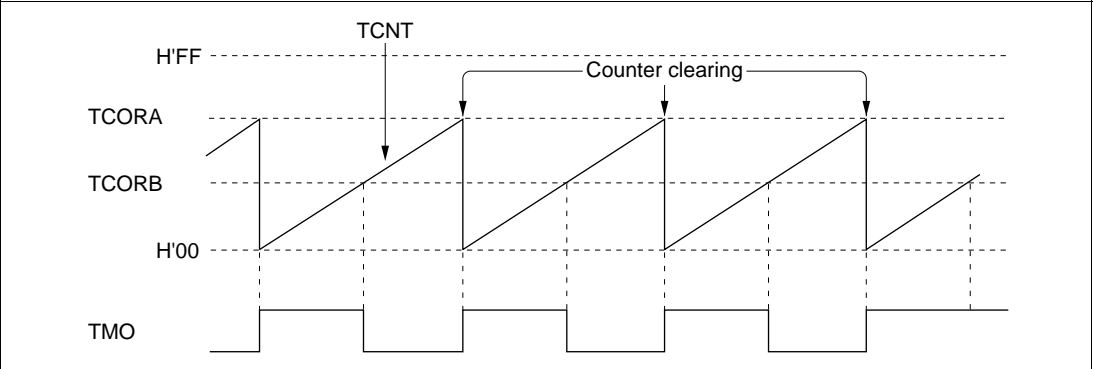 TCNT
H'FF
Counter clearing
TCORA
TCORB
H'00
TMO